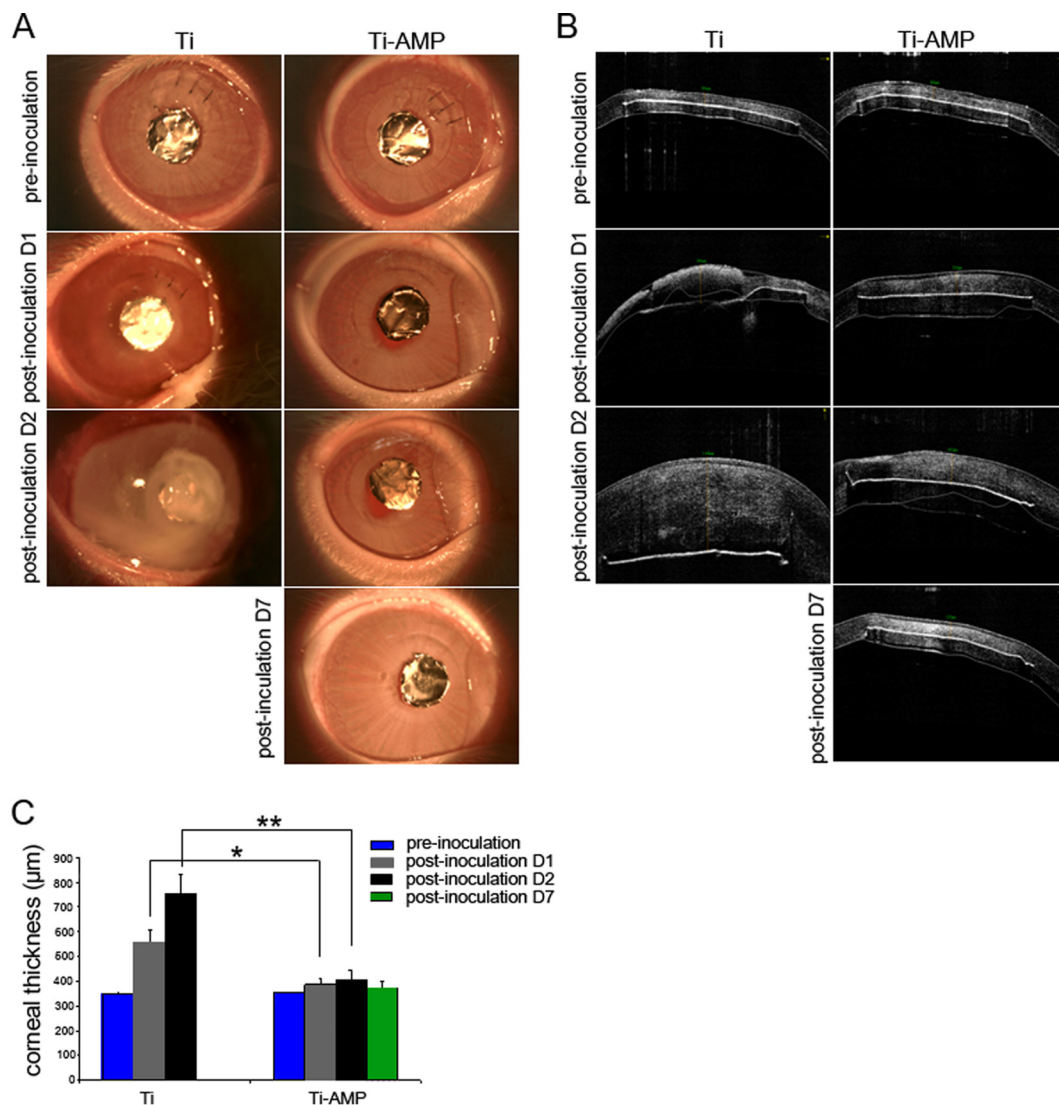 A
Ti
Ti-AMP
pre-inoculation
post-inoculation D1
post-inoculation D2
post-inculation D7
B
Ti
Ti-AMP
pre-inoculation
post-inoculation D1
post-inoculation D2
post-inoculation D7
C
**
*
pre-inoculation
post-inoculation D1
post-inoculation D2
post-inoculation D7
corneal thickness (µm)
900
800
700
600
500
400
300
200
100
0
Ti
Ti-AMP